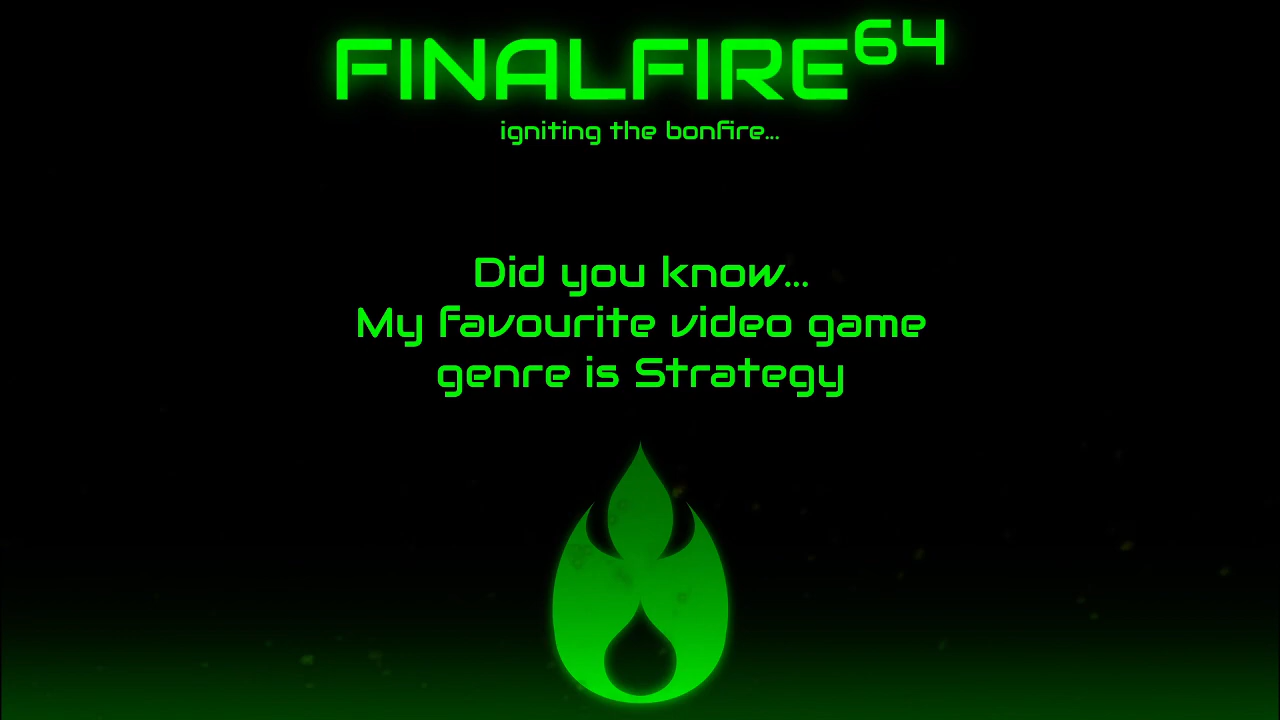 FINALFIRE64
igniting the bonfire...
Did you know...
My favourite video game
genre is Strategy